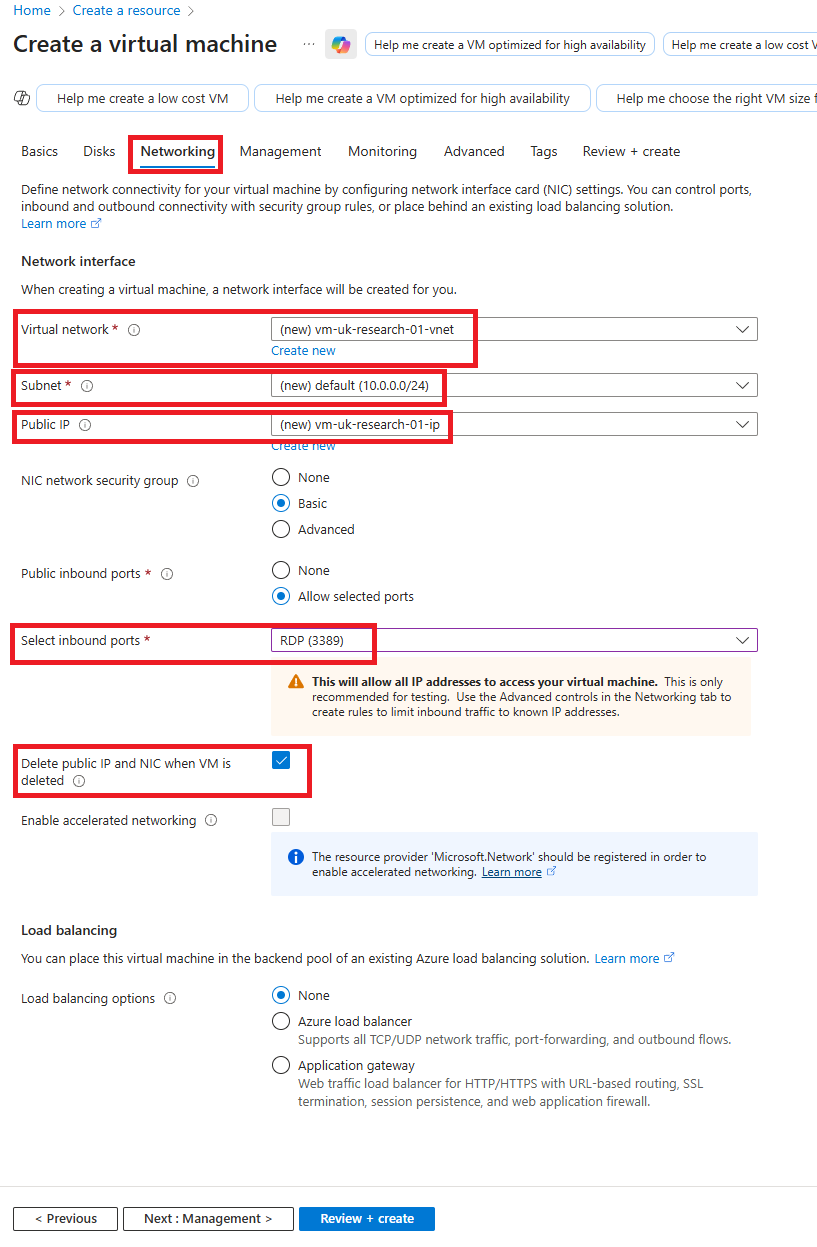 Home > Create a resource >
Create a virtual machine ... Help me create a VM optimized for high availability Help me create a low cost V
Help me create a low cost VM Help me create a VM optimized for high availability Help me choose the right VM size f
Basics Disks Networking Management Monitoring Advanced Tags Review + create
Define network connectivity for your virtual machine by configuring network interface card (NIC) settings. You can control ports,
inbound and outbound connectivity with security group rules, or place behind an existing load balancing solution.
Learn more
Network interface
When creating a virtual machine, a network interface will be created for you.
Virtual network * (new) vm-uk-research-01-vnet
Create new
Subnet * (new) default (10.0.0.0/24)
Public IP (new) vm-uk-research-01-ip
Create new
NIC network security group None
Basic
Advanced
Public inbound ports * None
Allow selected ports
Select inbound ports * RDP (3389)
This will allow all IP addresses to access your virtual machine. This is only
recommended for testing. Use the Advanced controls in the Networking tab to
create rules to limit inbound traffic to known IP addresses.
Delete public IP and NIC when VM is
deleted
Enable accelerated networking
The resource provider 'Microsoft.Network' should be registered in order to
enable accelerated networking. Learn more
Load balancing
You can place this virtual machine in the backend pool of an existing Azure load balancing solution. Learn more
Load balancing options None
Azure load balancer
Supports all TCP/UDP network traffic, port-forwarding, and outbound flows.
Application gateway
Web traffic load balancer for HTTP/HTTPS with URL-based routing, SSL
termination, session persistence, and web application firewall.
< Previous Next : Management > Review + create